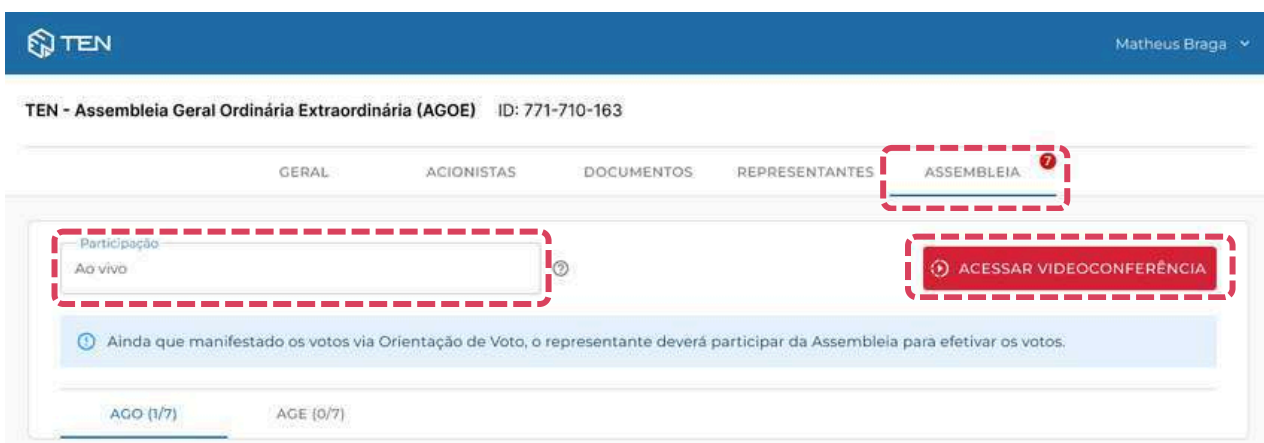 TEN
Matheus Braga
TEN - Assembleia Geral Ordinária Extraordinária (AGOE) ID: 771-710-163
GERAL ACIONISTAS DOCUMENTOS REPRESENTANTES ASSEMBLEIA 7
Participação
Ao vivo
ACESSAR VIDEOCONFERÊNCIA
Ainda que manifestado os votos via Orientação de Voto, o representante deverá participar da Assembleia para efetivar os votos.
AGO (1/7) AGE (0/7)